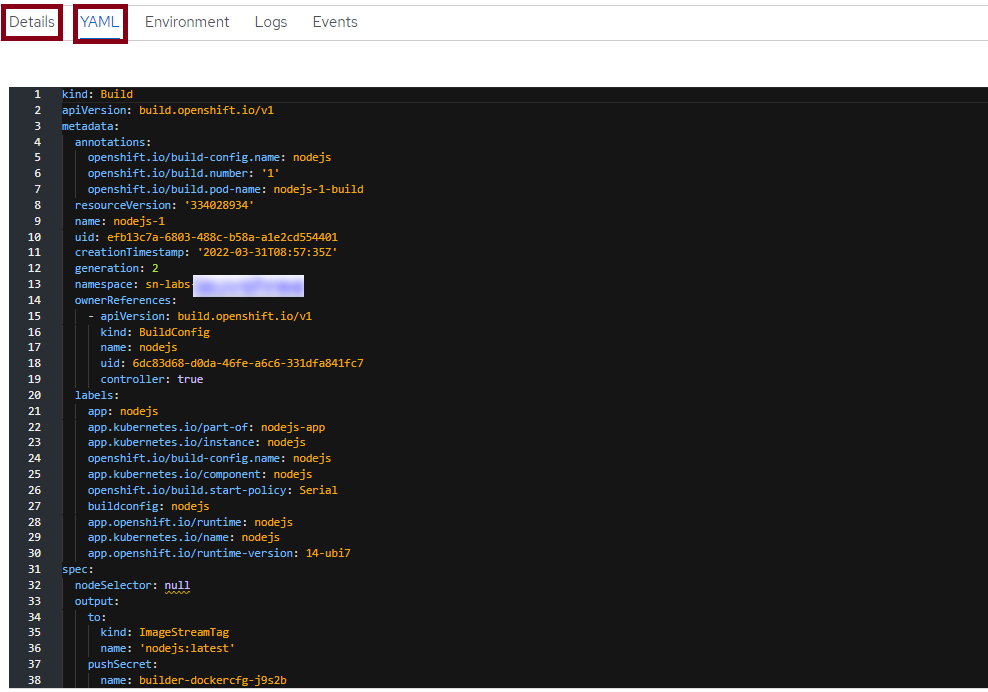 Details YAML Environment Logs Events
1 kind: Build
2 apiVersion: build.openshift.io/v1
3 metadata:
4 annotations:
5 openshift.io/build-config.name: nodejs
6 openshift.io/build.number: '1'
7 openshift.io/build.pod-name: nodejs-1-build
8 resourceVersion: '334028934'
9 name: nodejs-1
10 uid: efb13c7a-6803-488c-b58a-a1e2cd554401
11 creationTimestamp: '2022-03-31T08:57:35Z'
12 generation: 2
13 namespace: sn-labs-
14 ownerReferences:
15 - apiVersion: build.openshift.io/v1
16 kind: BuildConfig
17 name: nodejs
18 uid: 6dc83d68-d0da-46fe-a6c6-331dfa841fc7
19 controller: true
20 labels:
21 app: nodejs
22 app.kubernetes.io/part-of: nodejs-app
23 app.kubernetes.io/instance: nodejs
24 openshift.io/build-config.name: nodejs
25 app.kubernetes.io/component: nodejs
26 openshift.io/build.start-policy: Serial
27 buildconfig: nodejs
28 app.openshift.io/runtime: nodejs
29 app.kubernetes.io/name: nodejs
30 app.openshift.io/runtime-version: 14-ubi7
31 spec:
32 nodeSelector: null
33 output:
34 to:
35 kind: ImageStreamTag
36 name: 'nodejs:latest'
37 pushSecret:
38 name: builder-dockercfg-j9s2b